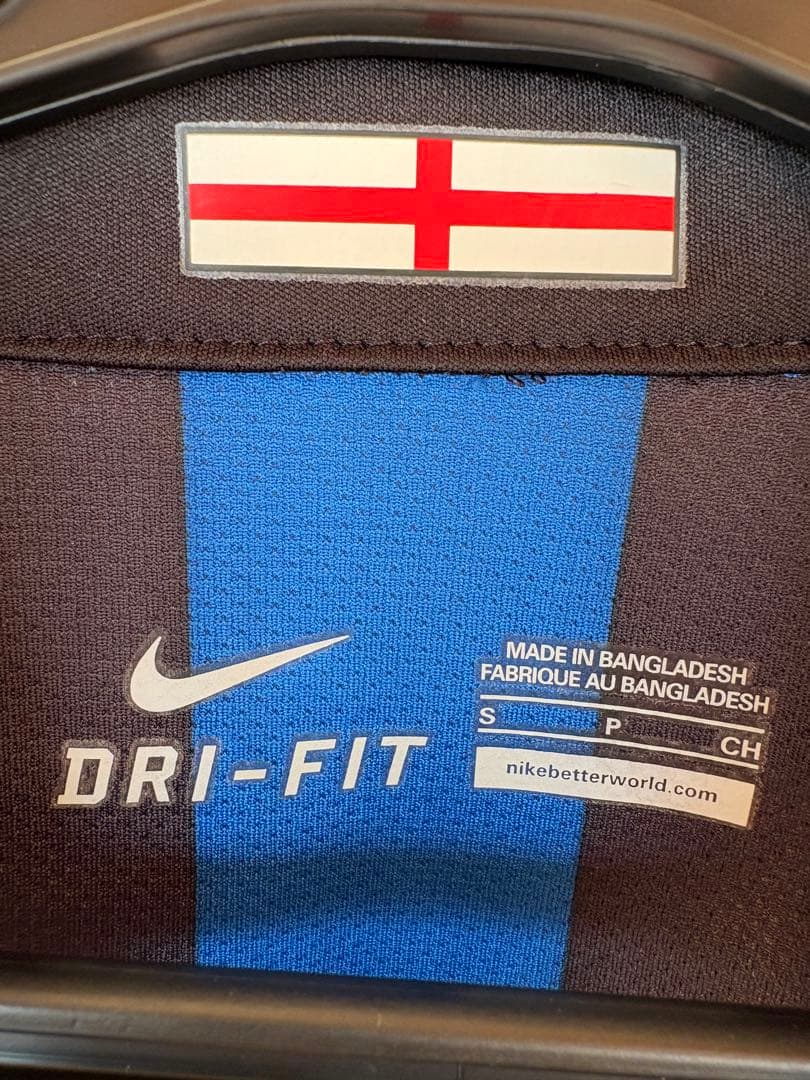 DRI-FIT
MADE IN BANGLADESH
FABRIQUE AU BANGLADESH
S P CH
nikebetterworld.com